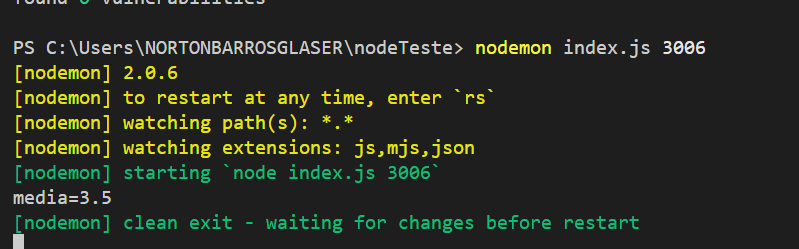 found 0 vulnerabilities
PS C:\Users\NORTONBARROSGLASER\nodeTeste> nodemon index.js 3006
[nodemon] 2.0.6
[nodemon] to restart at any time, enter `rs`
[nodemon] watching path(s): *.*
[nodemon] watching extensions: js,mjs,json
[nodemon] starting `node index.js 3006`
media=3.5
[nodemon] clean exit - waiting for changes before restart